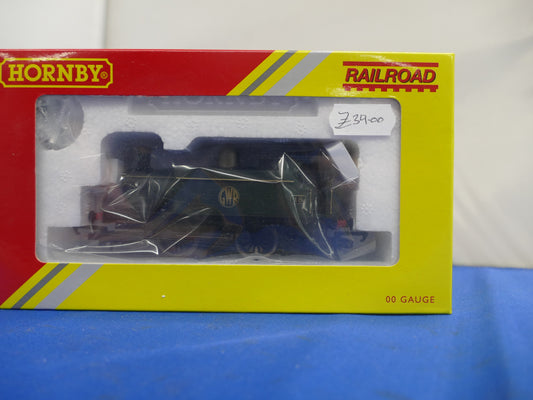 HORNBY®
RAILROAD
£34.00
GWR
00 GAUGE